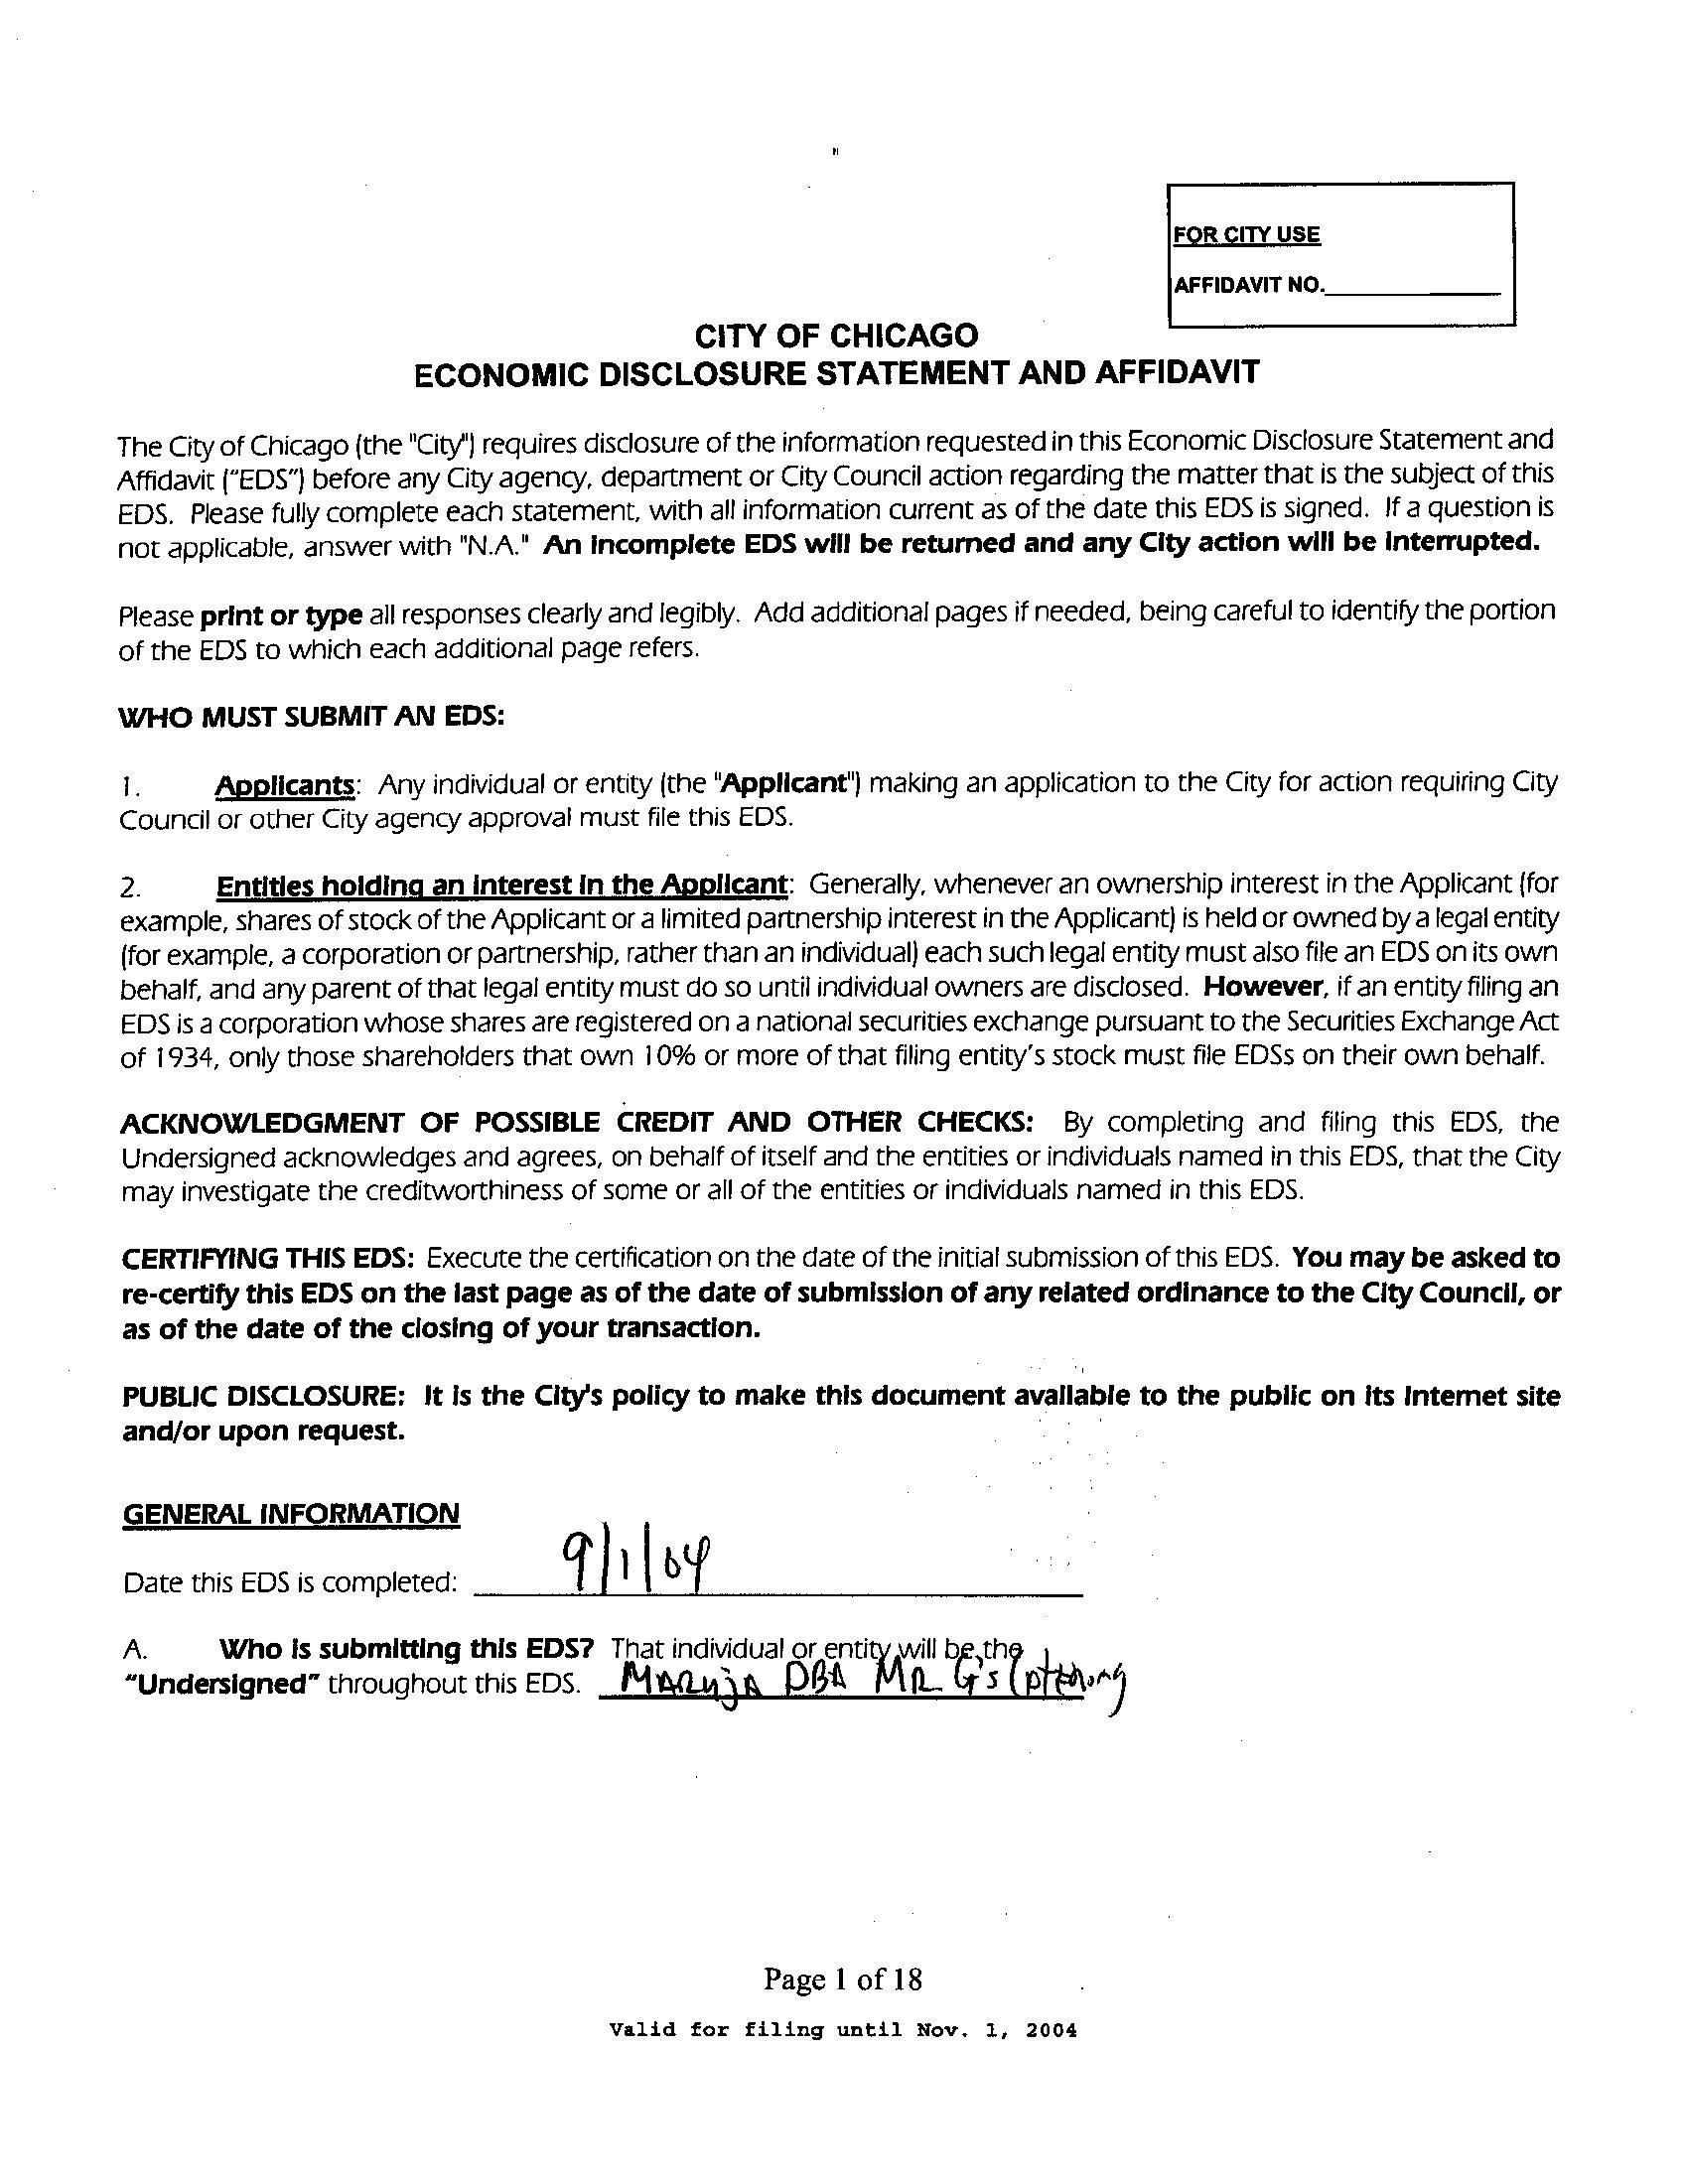 FOR CITY USE
AFFIDAVIT NO.
CITY OF CHICAGO
ECONOMIC DISCLOSURE STATEMENT AND AFFIDAVIT
The City of Chicago (the "City") requires disclosure of the information requested in this Economic Disclosure Statement and
Affidavit ("EDS") before any City agency, department or City Council action regarding the matter that is the subject of this
EDS. Please fully complete each statement, with all information current as of the date this EDS is signed. If a question is
not applicable, answer with "N.A." An incomplete EDS will be returned and any City action will be interrupted.
Please print or type all responses clearly and legibly. Add additional pages if needed, being careful to identify the portion
of the EDS to which each additional page refers.
WHO MUST SUBMIT AN EDS:
1. Applicants: Any individual or entity (the "Applicant") making an application to the City for action requiring City
Council or other City agency approval must file this EDS.
2. Entities holding an interest in the Applicant: Generally, whenever an ownership interest in the Applicant (for
example, shares of stock of the Applicant or a limited partnership interest in the Applicant) is held or owned by a legal entity
(for example, a corporation or partnership, rather than an individual) each such legal entity must also file an EDS on its own
behalf, and any parent of that legal entity must do so until individual owners are disclosed. However, if an entity filing an
EDS is a corporation whose shares are registered on a national securities exchange pursuant to the Securities Exchange Act
of 1934, only those shareholders that own 10% or more of that filing entity's stock must file EDSs on their own behalf.
ACKNOWLEDGMENT OF POSSIBLE CREDIT AND OTHER CHECKS: By completing and filing this EDS, the
Undersigned acknowledges and agrees, on behalf of itself and the entities or individuals named in this EDS, that the City
may investigate the creditworthiness of some or all of the entities or individuals named in this EDS.
CERTIFYING THIS EDS: Execute the certification on the date of the initial submission of this EDS. You may be asked to
re-certify this EDS on the last page as of the date of submission of any related ordinance to the City Council, or
as of the date of the closing of your transaction.
PUBLIC DISCLOSURE: It is the City's policy to make this document available to the public on its Internet site
and/or upon request.
GENERAL INFORMATION
Date this EDS is completed: 9/1/04
A. Who is submitting this EDS? That individual or entity will be the
"Undersigned" throughout this EDS. DBA MR G's
Page 1 of 18
Valid for filing until Nov. 1, 2004